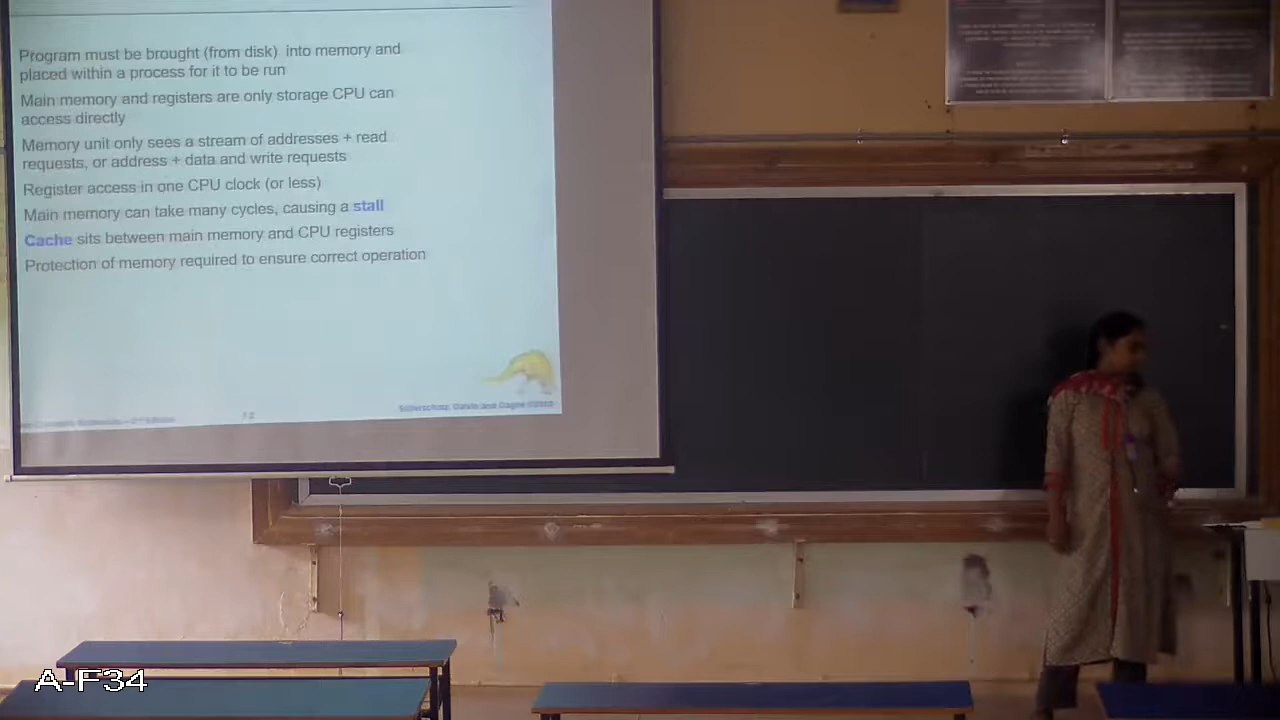 Program must be brought (from disk) into memory and
placed within a process for it to be run
Main memory and registers are only storage CPU can
access directly
Memory unit only sees a stream of addresses + read
requests, or address + data and write requests
Register access in one CPU clock (or less)
Main memory can take many cycles, causing a stall
Cache sits between main memory and CPU registers
Protection of memory required to ensure correct operation
Silberschatz, Galvin and Gagne
A-F34